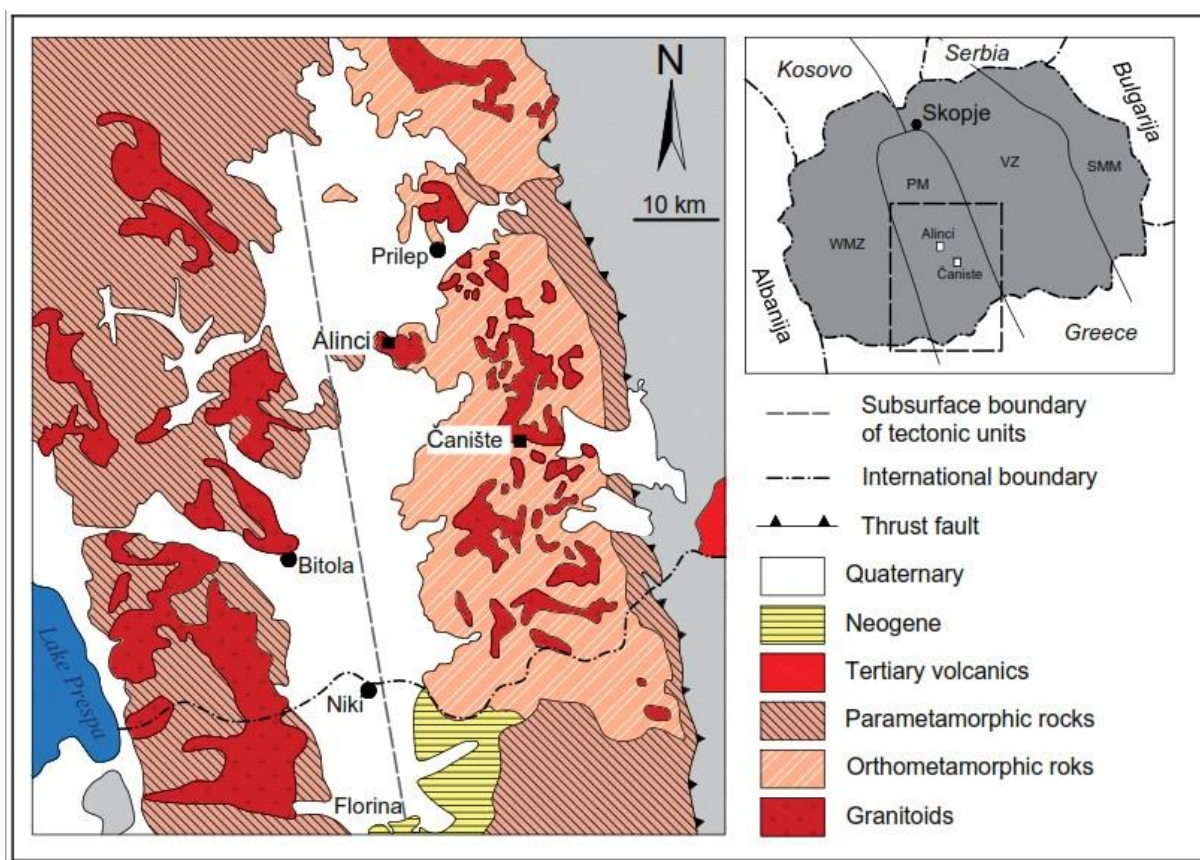 N
10 km
Prilep
Alinci
Čanište
Bitola
Lake Prespa
Niki
Florina
Kosovo
Serbia
Bulgarija
Skopje
VZ
SMM
PM
Alinci
WMZ
Čaniste
Albanija
Greece
Subsurface boundary
of tectonic units
International boundary
Thrust fault
Quaternary
Neogene
Tertiary volcanics
Parametamorphic rocks
Orthometamorphic roks
Granitoids